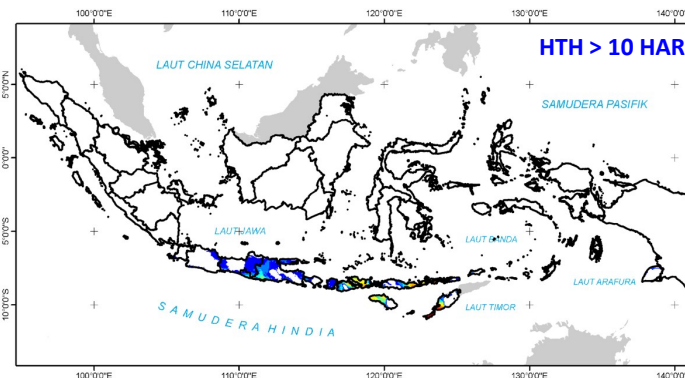 100°0'0"E 110°0'0"E 120°0'0"E 130°0'0"E 140°0'0"
HTH > 10 HAR
LAUT CHINA SELATAN
5°0'0"N
SAMUDERA PASIFIK
0°0'0"
LAUT JAWA
5°0'0"S
LAUT BANDA
LAUT ARAFURA
10°0'0"S
SAMUDERA HINDIA
LAUT TIMOR
100°0'0"E 110°0'0"E 120°0'0"E 130°0'0"E 140°0'0"